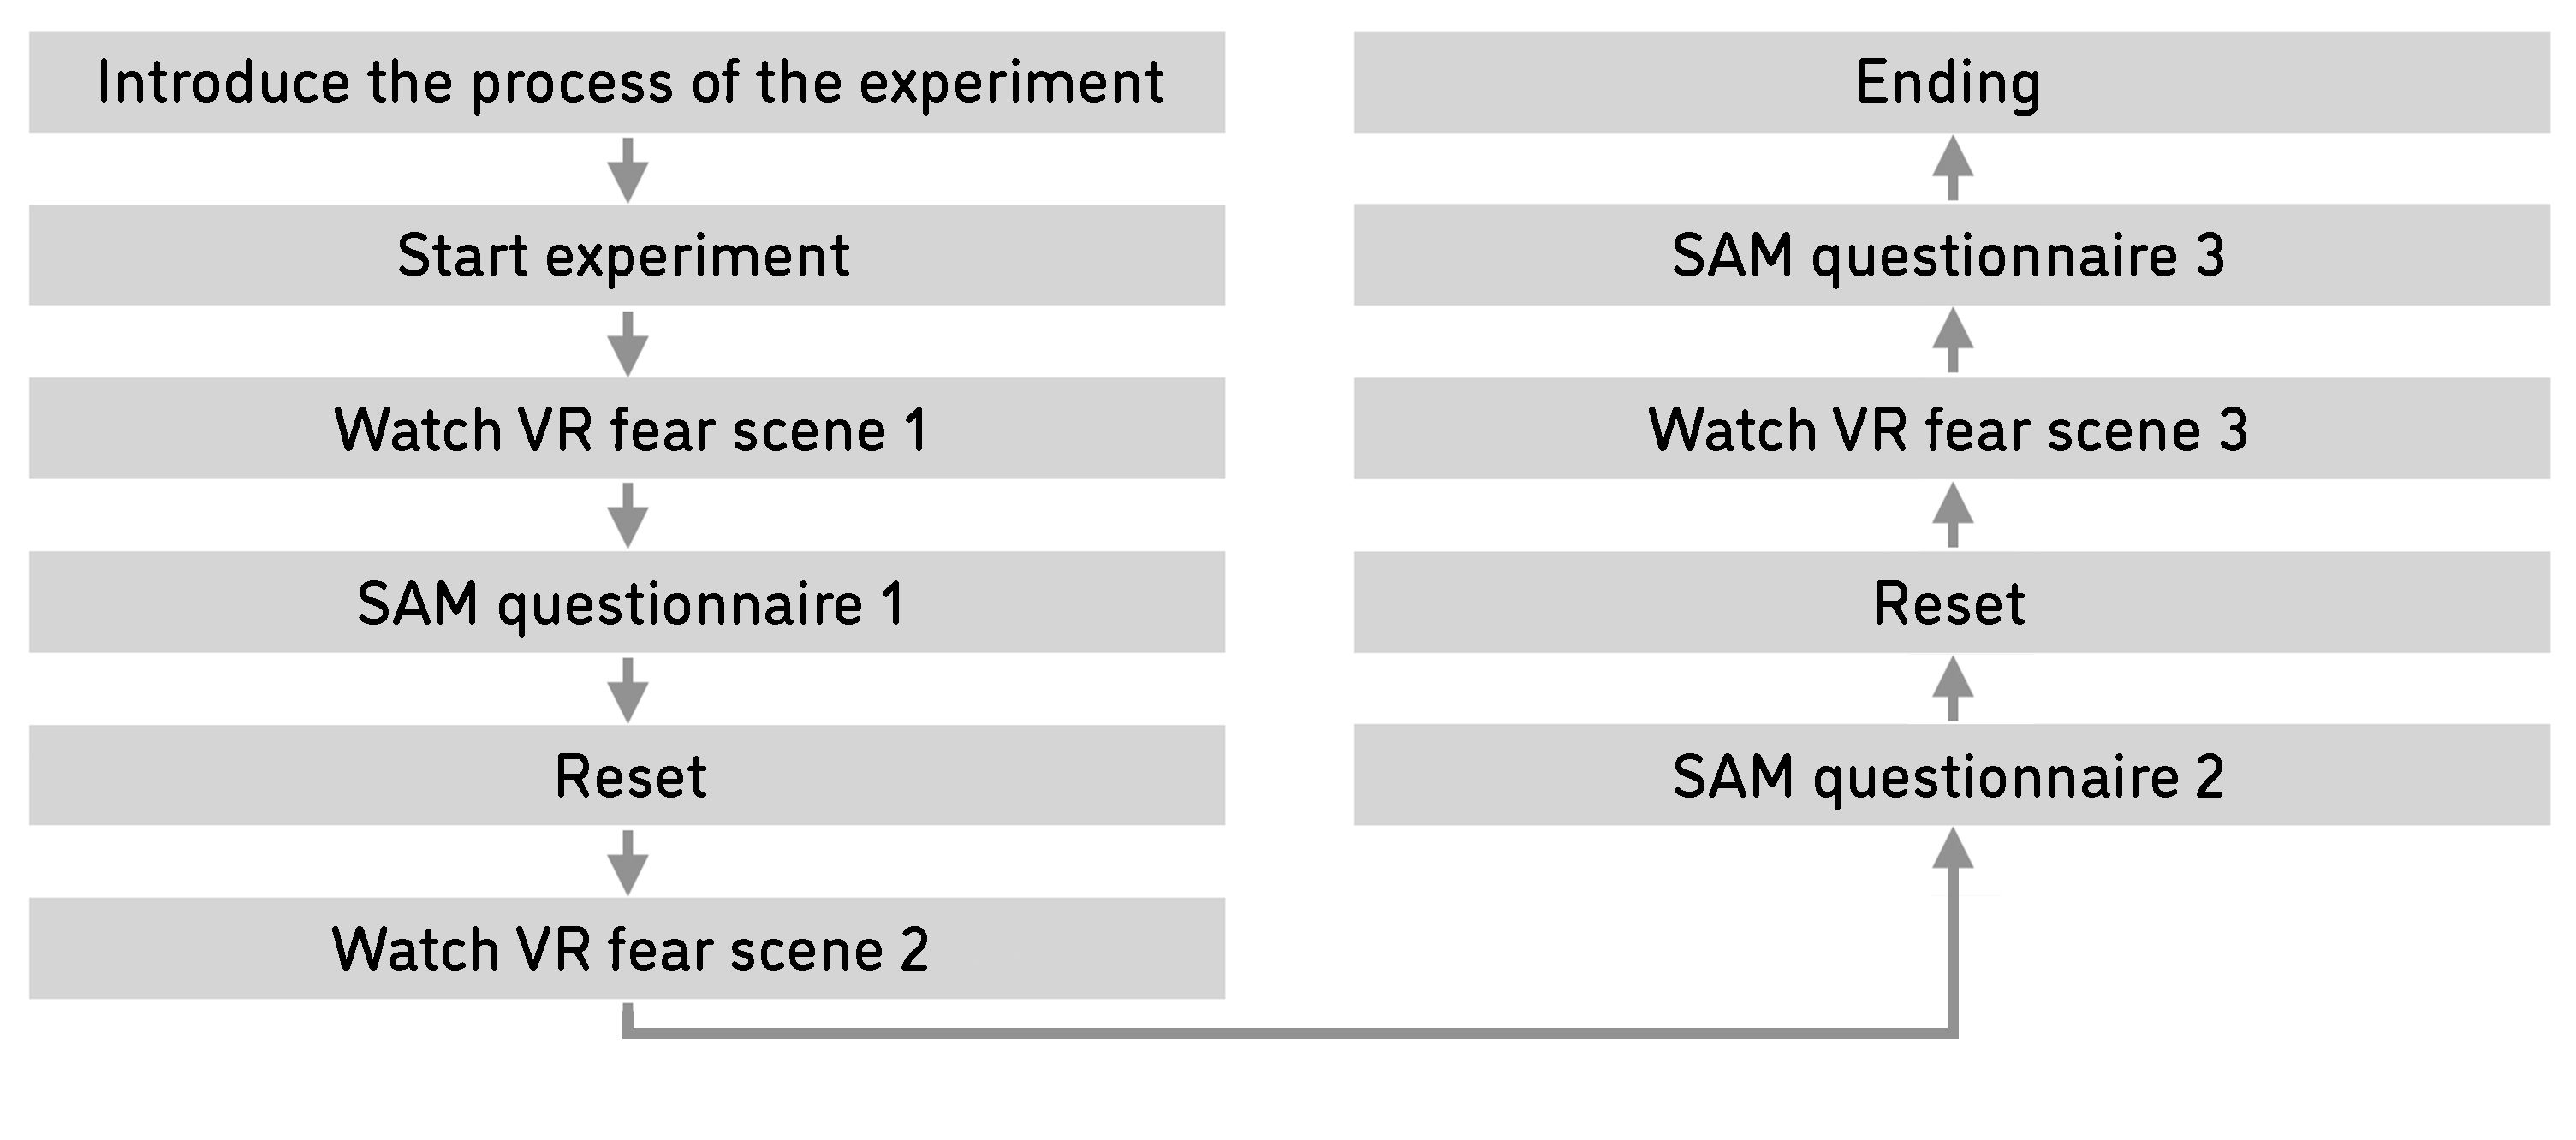 Introduce the process of the experiment
Start experiment
Watch VR fear scene 1
SAM questionnaire 1
Reset
Watch VR fear scene 2
SAM questionnaire 2
Reset
Watch VR fear scene 3
SAM questionnaire 3
Ending